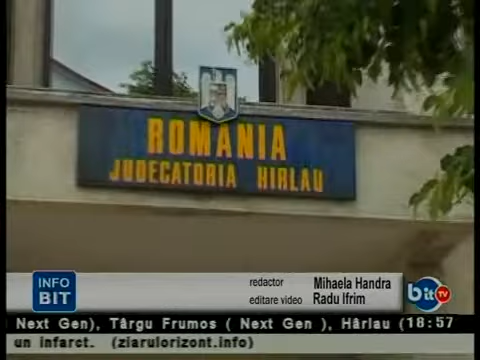 ROMANIA
JUDECATORIA HIRLAU
INFO
BIT
redactor Mihaela Handra
editare video Radu Ifrim
bit TV
Next Gen), Târgu Frumos ( Next Gen ), Hârlau ( 18:57
un infarct. (ziarulorizont.info)